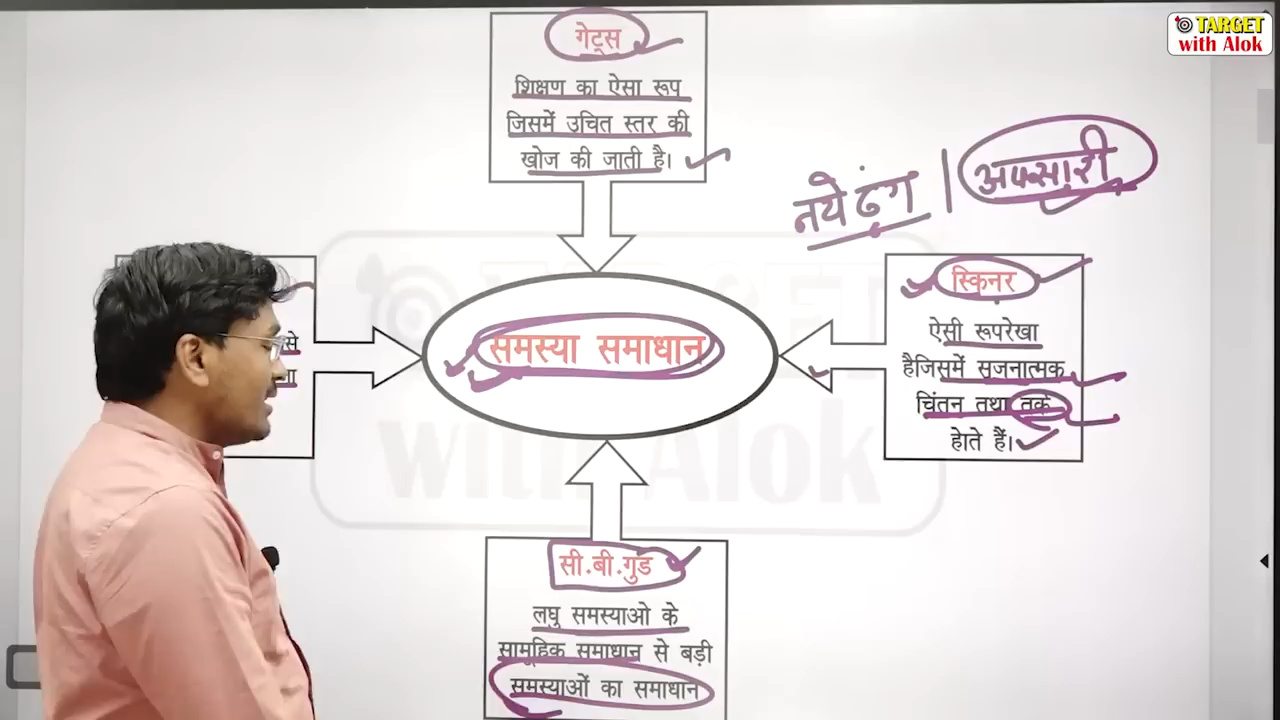 TARGET
with Alok
गेट्स
शिक्षण का ऐसा रूप
जिसमें उचित स्तर की
खोज की जाती है।
नये ढंग | अपसारी
स्किनर
ऐसी रूपरेखा
हैजिसमें सृजनात्मक
चिंतन तथा तर्क
होते हैं।
समस्या समाधान
सी.बी.गुड
लघु समस्याओ के
सामूहिक समाधान से बड़ी
समस्याओं का समाधान